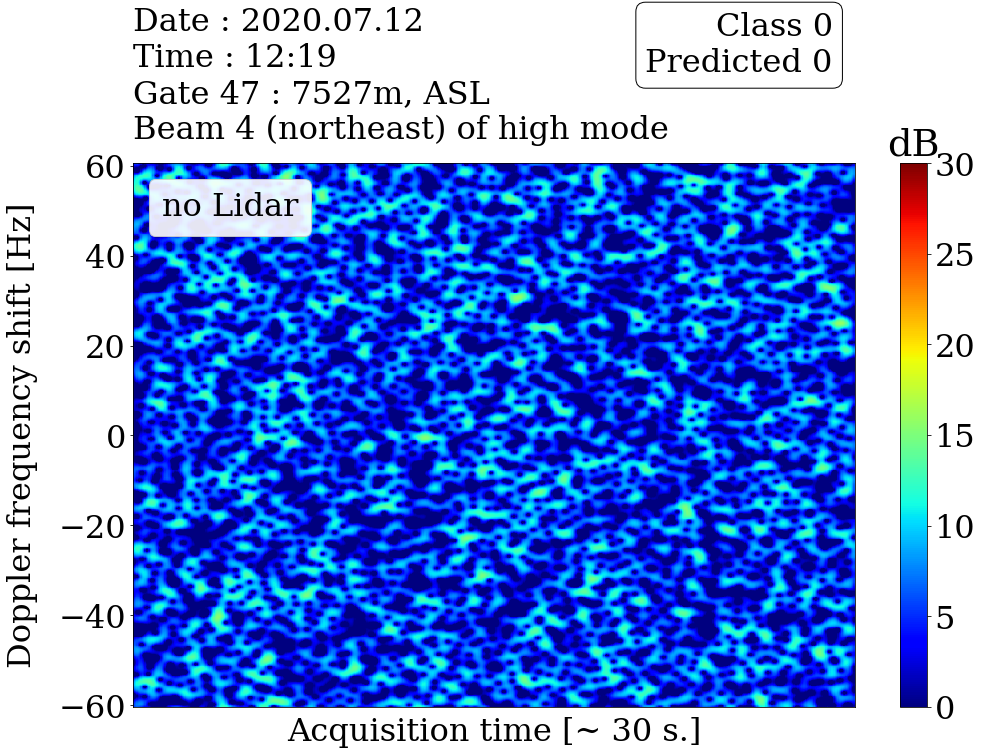 Date : 2020.07.12
Time : 12:19
Gate 47 : 7527m, ASL
Beam 4 (northeast) of high mode
Class 0
Predicted 0
dB
no Lidar
Doppler frequency shift [Hz]
60
40
20
0
−20
−40
−60
Acquisition time [~ 30 s.]
30
25
20
15
10
5
0